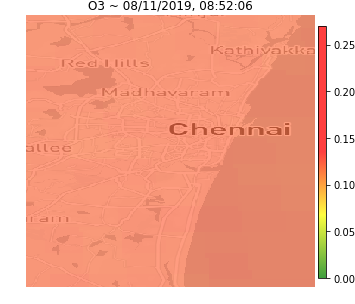 O3 ~ 08/11/2019, 08:52:06
Kathivakka
Red Hills
Madhavaram
Chennai
allee
ram
0.25
0.20
0.15
0.10
0.05
0.00